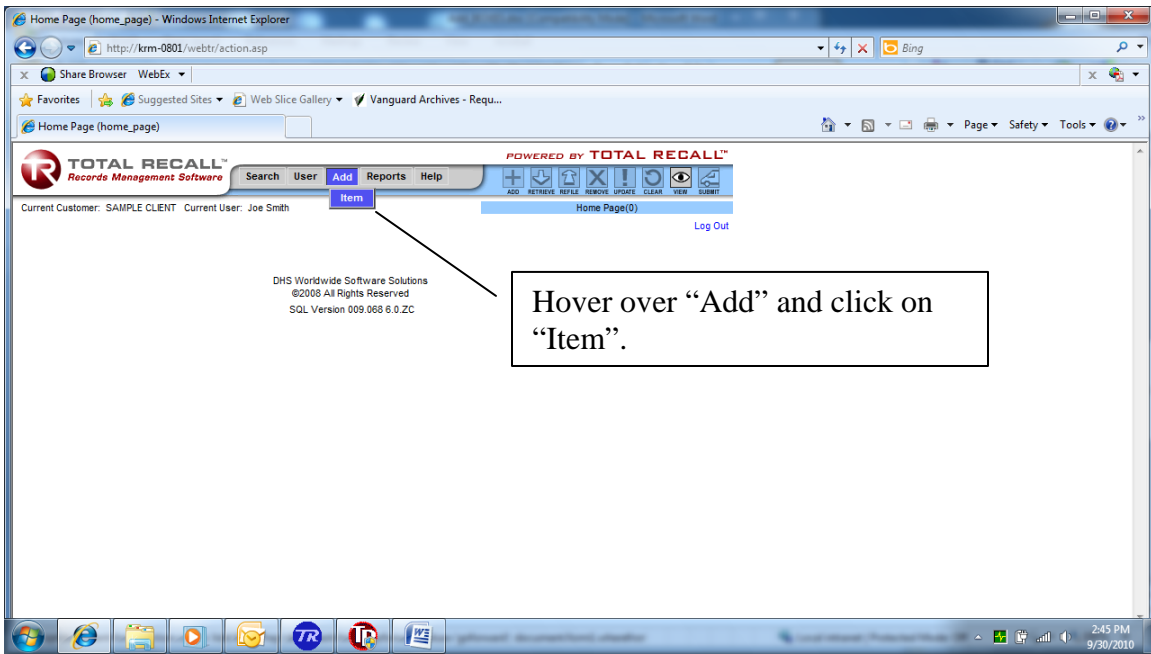 Home Page (home_page) - Windows Internet Explorer
http://krm-0801/webtr/action.asp
Bing
x Share Browser WebEx
x
Favorites Suggested Sites Web Slice Gallery Vanguard Archives - Requ...
Home Page (home_page)
Page Safety Tools »
TOTAL RECALL™
Records Management Software
POWERED BY TOTAL RECALL™
Search User Add Reports Help
ADD RETRIEVE REFILE REMOVE UPDATE CLEAR VIEW SUBMIT
Item
Current Customer: SAMPLE CLIENT Current User: Joe Smith
Home Page(0)
Log Out
DHS Worldwide Software Solutions
©2008 All Rights Reserved
SQL Version 009.068 6.0.ZC
Hover over “Add” and click on
“Item”.
2:45 PM
9/30/2010